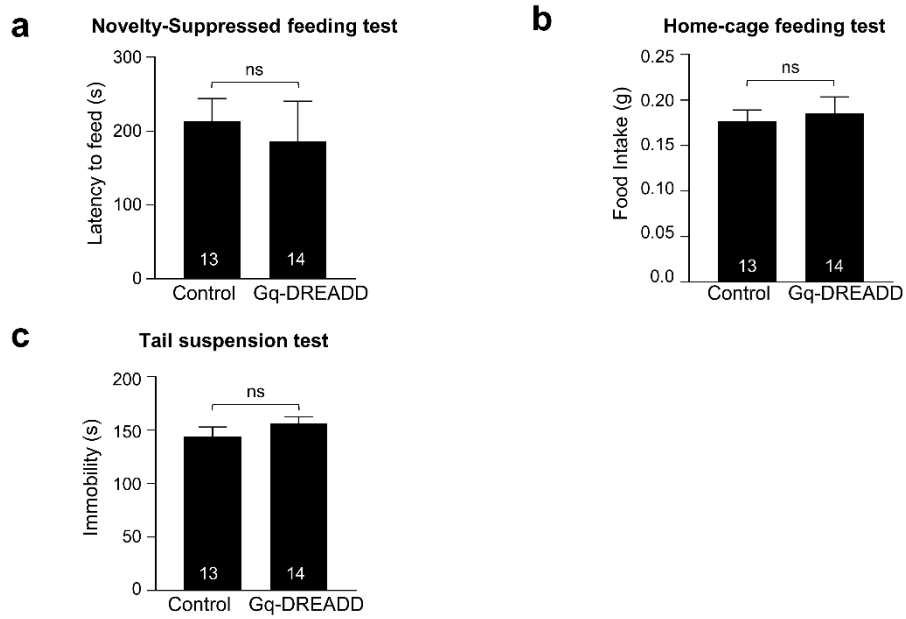 a
Novelty-Suppressed feeding test
300
200
100
0
Latency to feed (s)
ns
13
14
Control
Gq-DREADD
b
Home-cage feeding test
0.25
0.20
0.15
0.10
0.05
0.0
Food Intake (g)
ns
13
14
Control
Gq-DREADD
c
Tail suspension test
200
150
100
50
0
Immobility (s)
ns
13
14
Control
Gq-DREADD